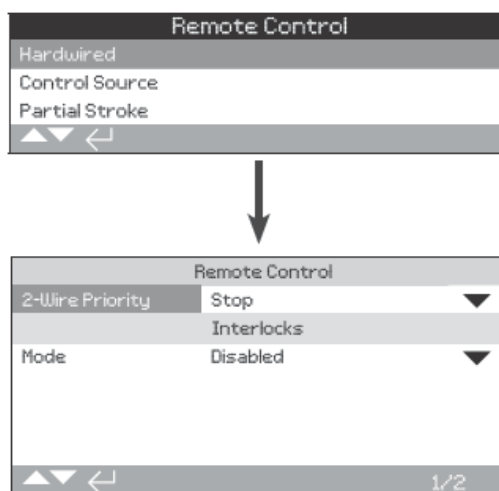 Remote Control
Hardwired
Control Source
Partial Stroke
Remote Control
2-Wire Priority Stop
Interlocks
Mode Disabled
1/2